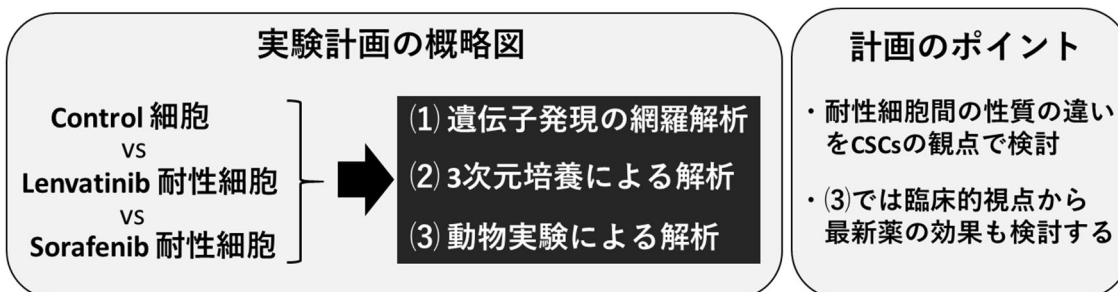 実験計画の概略図
Control 細胞
vs
Lenvatinib 耐性細胞
vs
Sorafenib 耐性細胞
⑴ 遺伝子発現の網羅解析
⑵ 3次元培養による解析
⑶ 動物実験による解析
計画のポイント
・耐性細胞間の性質の違い
をCSCsの観点で検討
・⑶では臨床的視点から
最新薬の効果も検討する